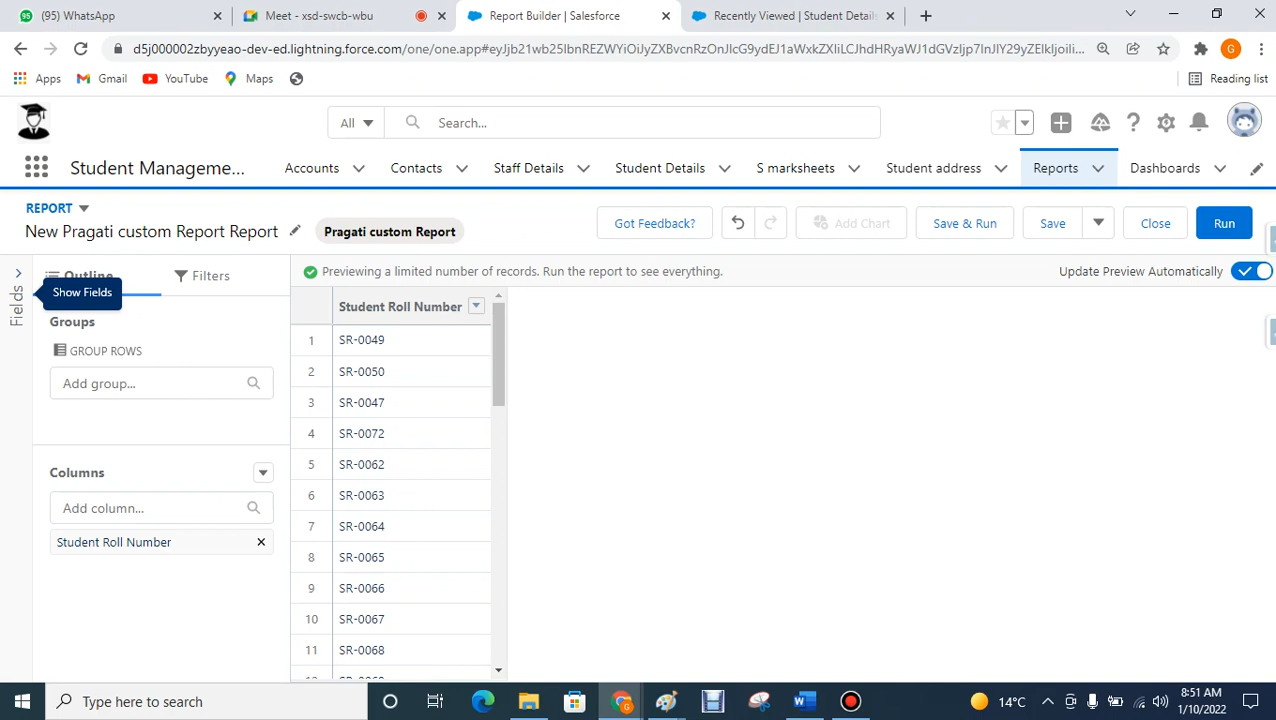 (95) WhatsApp
Meet - xsd-swcb-wbu
Report Builder | Salesforce
Recently Viewed | Student Details
d5j000002zbyyeao-dev-ed.lightning.force.com
Apps
Gmail
YouTube
Maps
Reading list
G
All
Search...
Student Manageme...
Accounts
Contacts
Staff Details
Student Details
S marksheets
Student address
Reports
Dashboards
REPORT
New Pragati custom Report Report
Pragati custom Report
Got Feedback?
Add Chart
Save & Run
Save
Close
Run
Fields
Outline
Filters
Show Fields
Previewing a limited number of records. Run the report to see everything.
Update Preview Automatically
Groups
GROUP ROWS
Add group...
Columns
Add column...
Student Roll Number
Student Roll Number
1 SR-0049
2 SR-0050
3 SR-0047
4 SR-0072
5 SR-0062
6 SR-0063
7 SR-0064
8 SR-0065
9 SR-0066
10 SR-0067
11 SR-0068
Type here to search
14°C
8:51 AM
1/10/2022